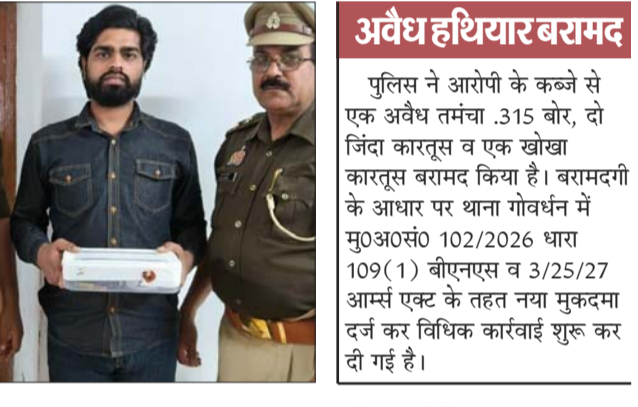 अवैध हथियार बरामद
पुलिस ने आरोपी के कब्जे से
एक अवैध तमंचा .315 बोर, दो
जिंदा कारतूस व एक खोखा
कारतूस बरामद किया है। बरामदगी
के आधार पर थाना गोवर्धन में
मु0अ0सं0 102/2026 धारा
109(1) बीएनएस व 3/25/27
आर्म्स एक्ट के तहत नया मुकदमा
दर्ज कर विधिक कार्रवाई शुरू कर
दी गई है।